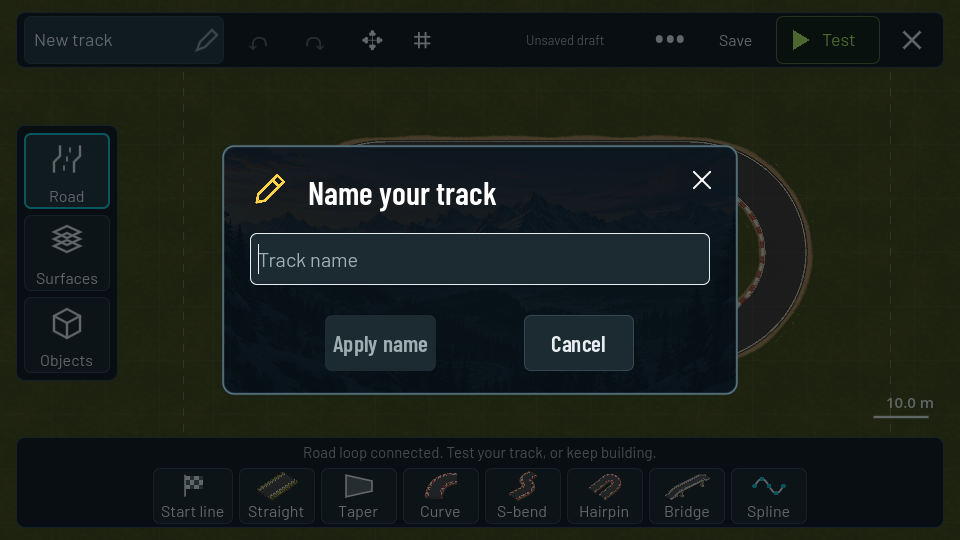 New track
Unsaved draft
Save
Test
Road
Surfaces
Objects
Name your track
Track name
Apply name
Cancel
10.0 m
Road loop connected. Test your track, or keep building.
Start line
Straight
Taper
Curve
S-bend
Hairpin
Bridge
Spline